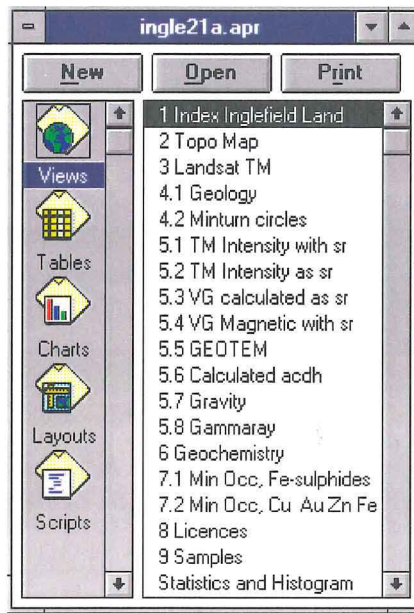 ingle21a.apr
New Open Print
Views
Tables
Charts
Layouts
Scripts
1 Index Inglefield Land
2 Topo Map
3 Landsat TM
4.1 Geology
4.2 Minturn circles
5.1 TM Intensity with sr
5.2 TM Intensity as sr
5.3 VG calculated as sr
5.4 VG Magnetic with sr
5.5 GEOTEM
5.6 Calculated acdh
5.7 Gravity
5.8 Gammaray
6 Geochemistry
7.1 Min Occ, Fe-sulphides
7.2 Min Occ, Cu Au Zn Fe
8 Licences
9 Samples
Statistics and Histogram